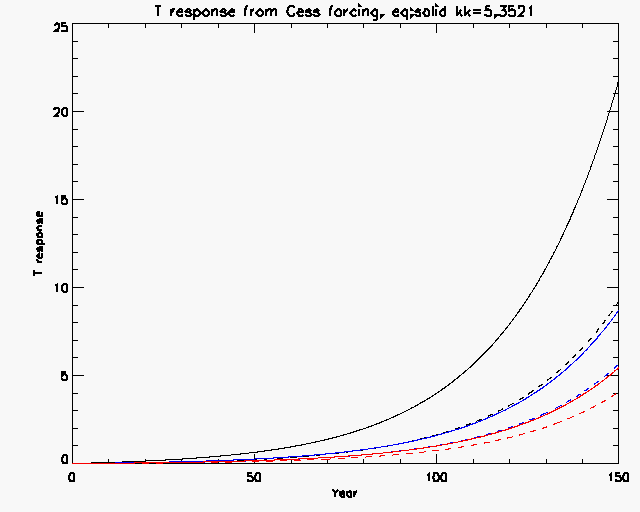 T response from Cess forcing, eq:solid kk=5.3521
25
20
15
10
5
0
T response
0 50 100 150
Year